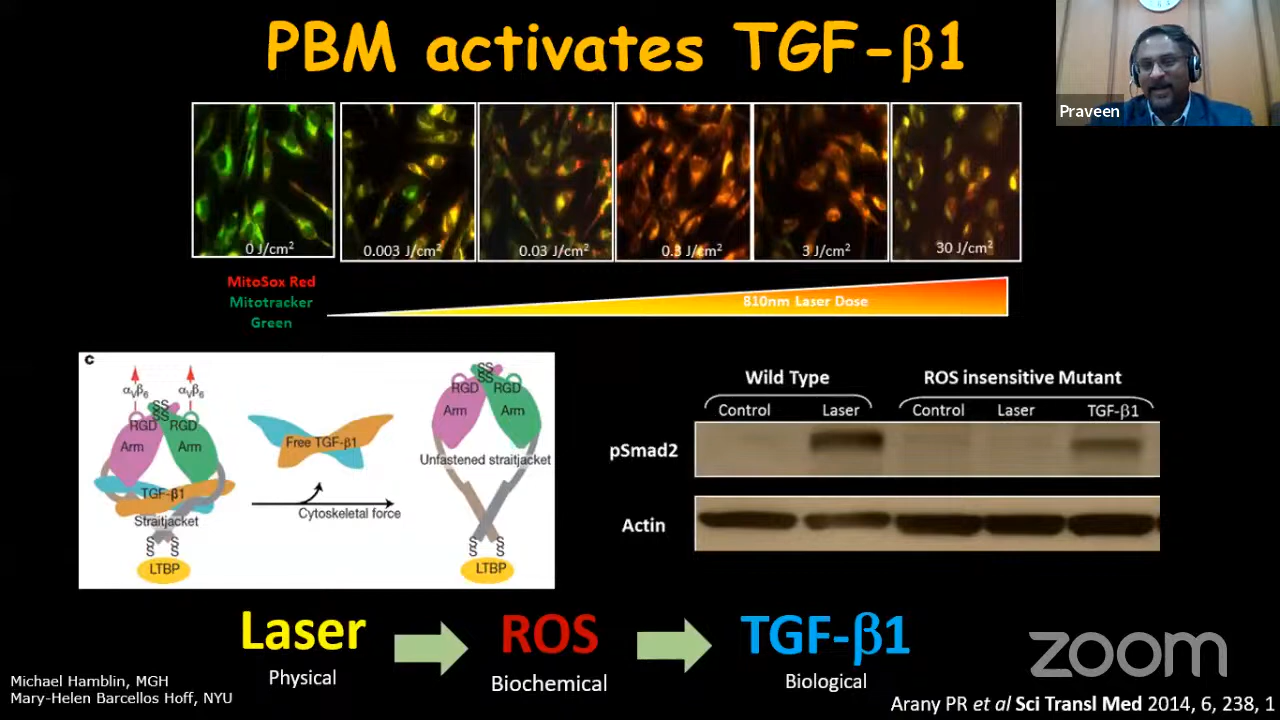 PBM activates TGF-β1
Praveen
0 J/cm²
0.003 J/cm²
0.03 J/cm²
0.3 J/cm²
3 J/cm²
30 J/cm²
MitoSox Red
Mitotracker
Green
810nm Laser Dose
c
αvβ6 αvβ6
SS
SS
RGD RGD
Arm Arm
TGF-β1
Straitjacket
S S
S S
LTBP
Free TGF-β1
Cytoskeletal force
SS
SS
RGD RGD
Arm Arm
Unfastened straitjacket
S S
S S
LTBP
Wild Type
ROS insensitive Mutant
Control Laser Control Laser TGF-β1
pSmad2
Actin
Laser
Physical
ROS
Biochemical
TGF-β1
Biological
zoom
Michael Hamblin, MGH
Mary-Helen Barcellos Hoff, NYU
Arany PR et al Sci Transl Med 2014, 6, 238, 1